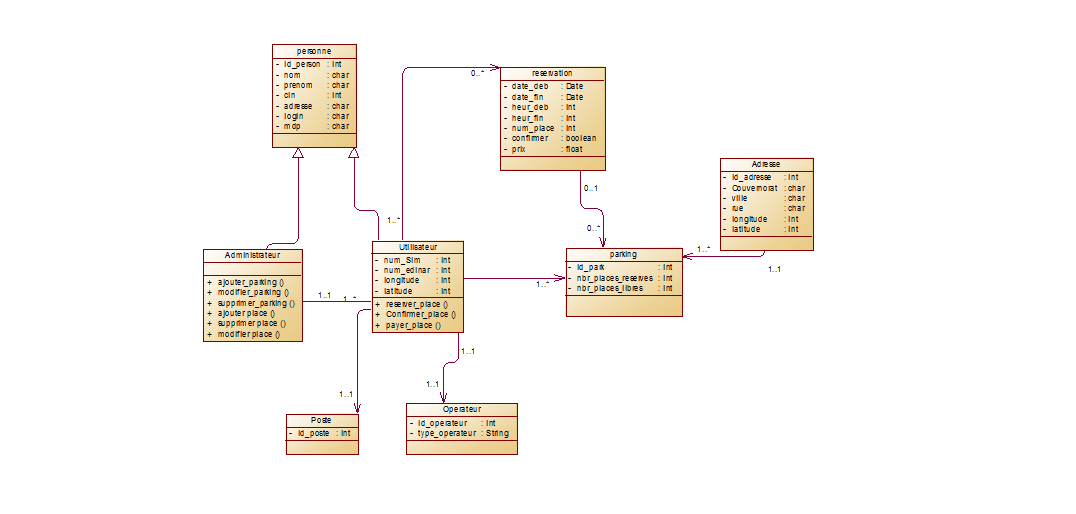 personne
- id_person : int
- nom : char
- prenom : char
- cin : int
- adresse : char
- login : char
- mdp : char
0..*
reservation
- date_deb : Date
- date_fin : Date
- heur_deb : int
- heur_fin : int
- num_place : int
- confirmer : boolean
- prix : float
Adresse
- id_adresse : int
- Couvernorat : char
- ville : char
- rue : char
- longitude : int
- latitude : int
0..1
1..*
0..*
1..*
1..1
Administrateur
+ ajouter_parking ()
+ modifier_parking ()
+ supprimer_parking ()
+ ajouter place ()
+ supprimer place ()
+ modifier place ()
1..1
1..*
Utilisateur
- num_Sim : int
- num_edinar : int
- longitude : int
- latitude : int
+ reserver_place ()
+ Confirmer_place ()
+ payer_place ()
1..*
parking
- id_park : int
- nbr_places_reserves : int
- nbr_places_libres : int
1..1
1..1
1..1
Poste
- id_poste : int
Operateur
- id_operateur : int
- type_operateur : String